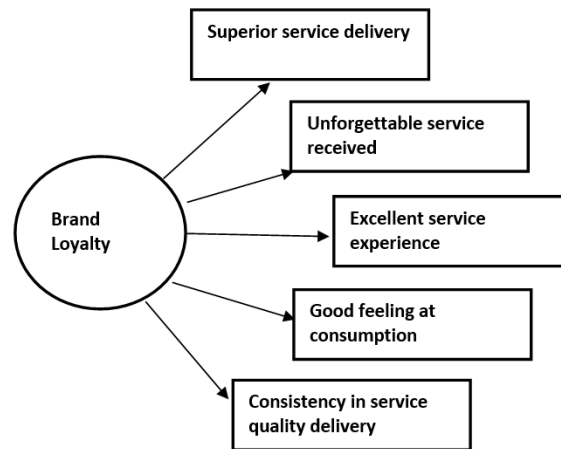 Superior service delivery
Unforgettable service
received
Brand
Loyalty
Excellent service
experience
Good feeling at
consumption
Consistency in service
quality delivery